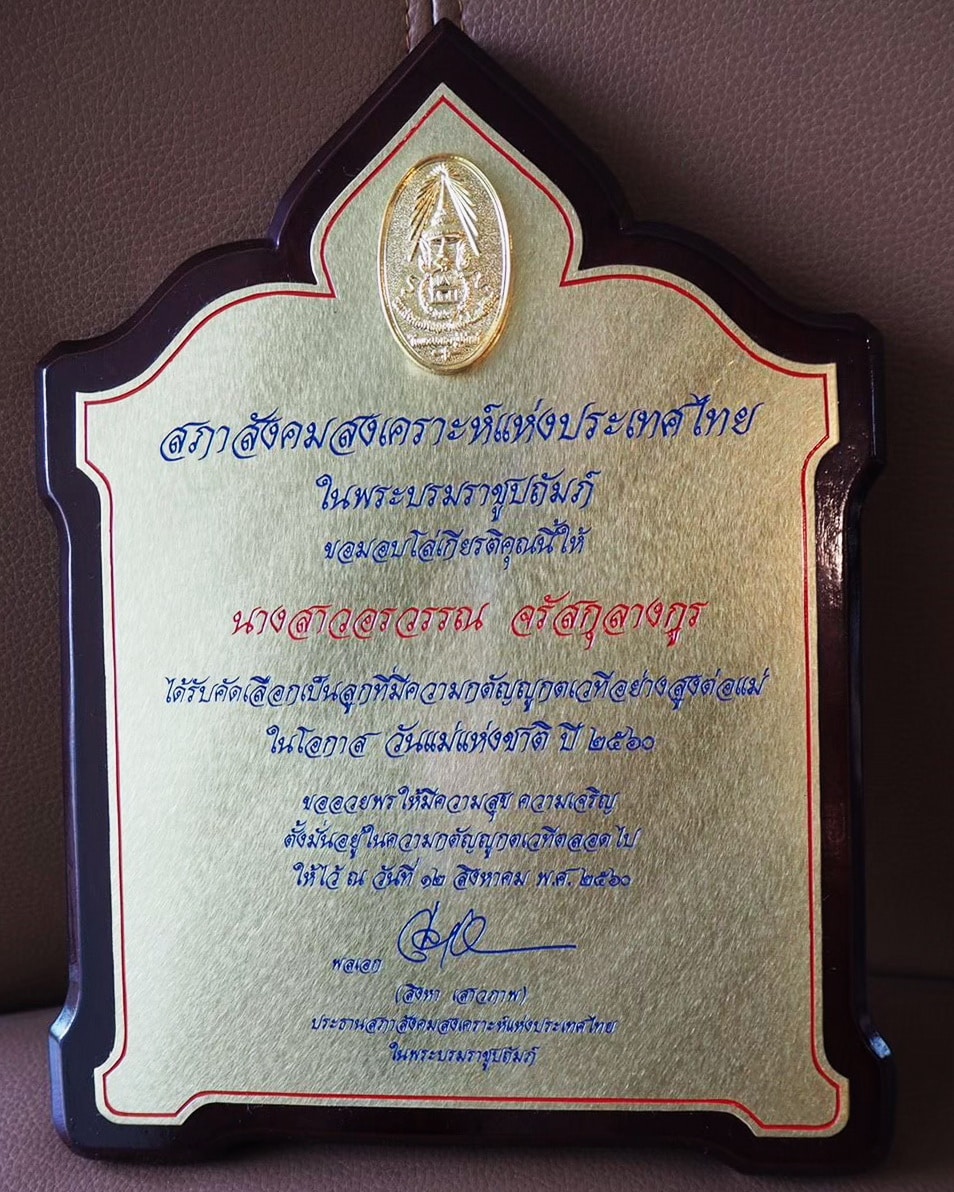 สภาสังคมสงเคราะห์แห่งประเทศไทย
ในพระบรมราชูปถัมภ์
ขอมอบโล่เกียรติคุณนี้ให้
นางสาวอรวรรณ จรัสกุลางกูร
ได้รับคัดเลือกเป็นลูกที่มีความกตัญญูกตเวทีอย่างสูงต่อแม่
ในโอกาส วันแม่แห่งชาติ ปี ๒๕๖๐
ขออวยพรให้มีความสุข ความเจริญ
ตั้งมั่นอยู่ในความกตัญญูกตเวทีตลอดไป
ให้ไว้ ณ วันที่ ๑๒ สิงหาคม พ.ศ. ๒๕๖๐
พลเอก
(สิงหา เสาวภาพ)
ประธานสภาสังคมสงเคราะห์แห่งประเทศไทย
ในพระบรมราชูปถัมภ์